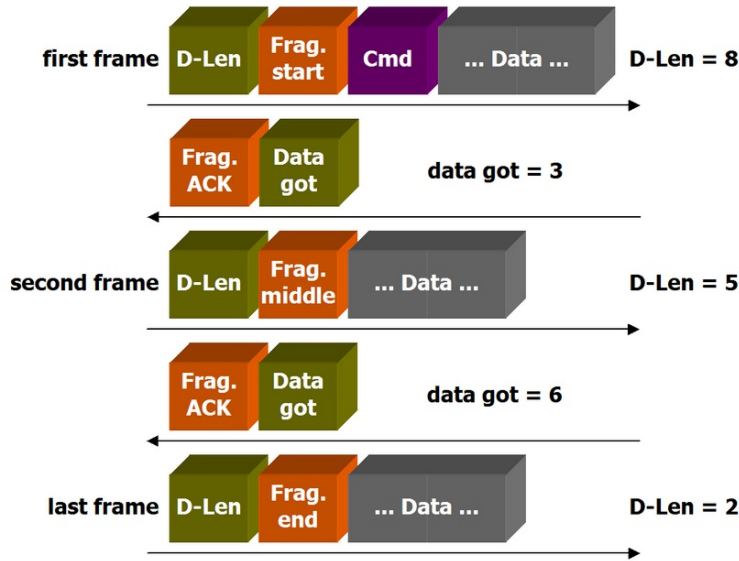 first frame D-Len Frag. start Cmd ... Data ... D-Len = 8
Frag. ACK Data got data got = 3
second frame D-Len Frag. middle ... Data ... D-Len = 5
Frag. ACK Data got data got = 6
last frame D-Len Frag. end ... Data ... D-Len = 2